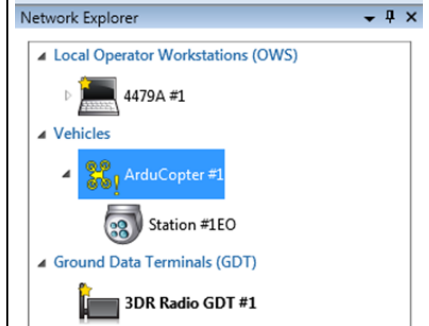 Network Explorer
Local Operator Workstations (OWS)
4479A #1
Vehicles
ArduCopter #1
Station #1EO
Ground Data Terminals (GDT)
3DR Radio GDT #1